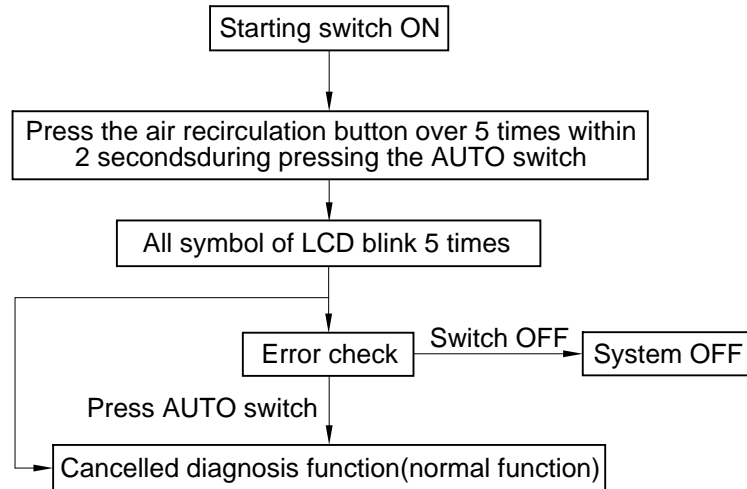 Starting switch ON
Press the air recirculation button over 5 times within
2 secondsduring pressing the AUTO switch
All symbol of LCD blink 5 times
Error check
Switch OFF
System OFF
Press AUTO switch
Cancelled diagnosis function(normal function)